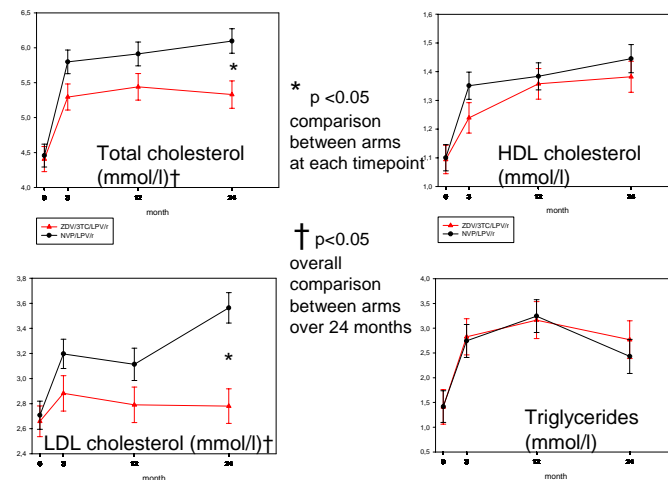 6,5
6,0
5,5
5,0
4,5
4,0
*
Total cholesterol
(mmol/l)†
0 3 12 24
month
ZDV/3TC/LPV/r
NVP/LPV/r
* p <0.05
comparison
between arms
at each timepoint
1,6
1,5
1,4
1,3
1,2
1,1
1,0
HDL cholesterol
(mmol/l)
0 3 12 24
month
ZDV/3TC/LPV/r
NVP/LPV/r
† p<0.05
overall
comparison
between arms
over 24 months
3,8
3,6
3,4
3,2
3,0
2,8
2,6
2,4
*
LDL cholesterol (mmol/l)†
0 3 12 24
month
3,5
3,0
2,5
2,0
1,5
1,0
0,5
0,0
Triglycerides
(mmol/l)
0 3 12 24
month